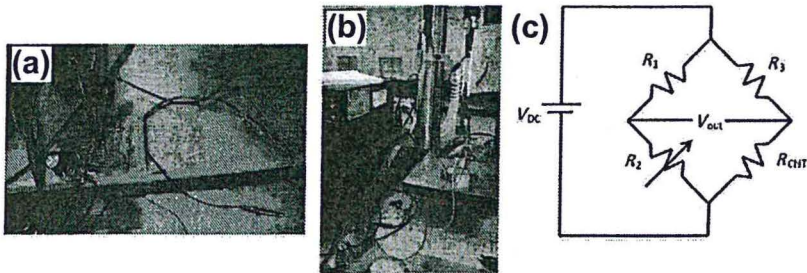 (a)
(b)
(c)
R1
R3
VDC
Vout
R2
RCNT